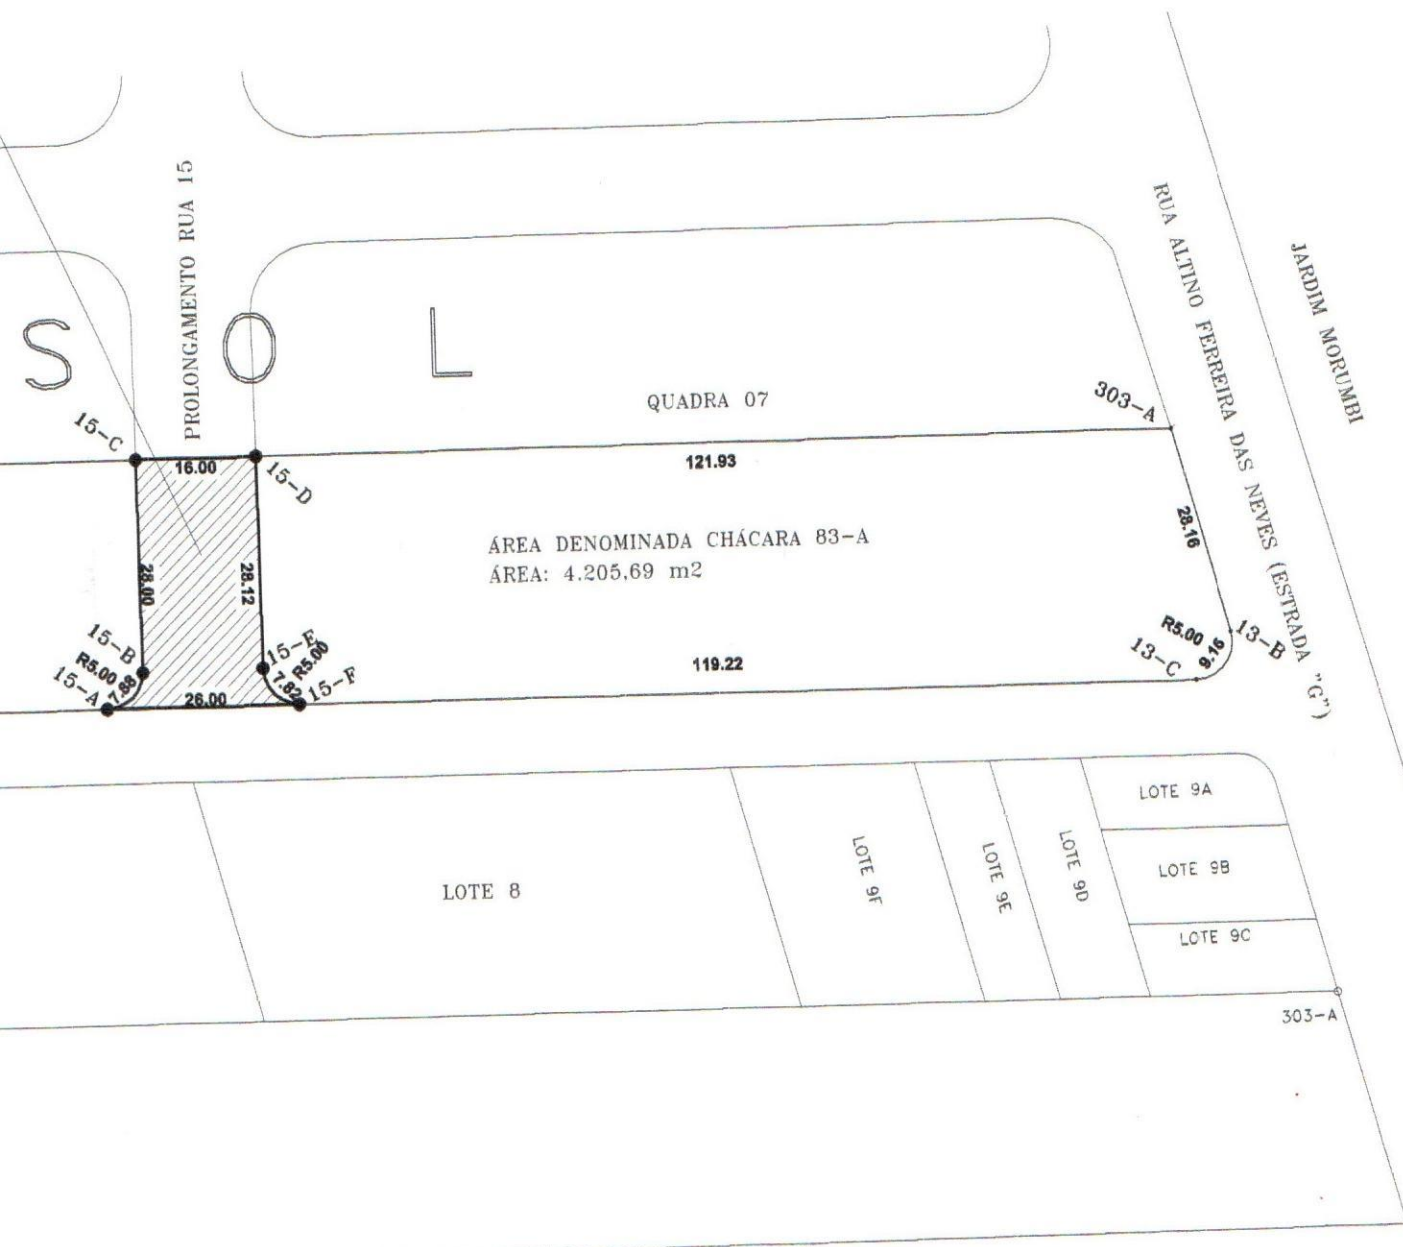 PROLONGAMENTO RUA 15
RUA ALTINO FERREIRA DAS NEVES (ESTRADA "G")
JARDIM MORUMBI
S O L
QUADRA 07
303-A
15-C
16.00
15-D
121.93
28.16
ÁREA DENOMINADA CHÁCARA 83-A
ÁREA: 4.205,69 m2
28.00
28.12
15-B
R5.00
7.88
15-A
26.00
15-E
R5.00
7.82
15-F
119.22
R5.00
9.16
13-B
13-C
LOTE 9A
LOTE 9B
LOTE 9C
LOTE 9D
LOTE 9E
LOTE 9F
LOTE 8
303-A